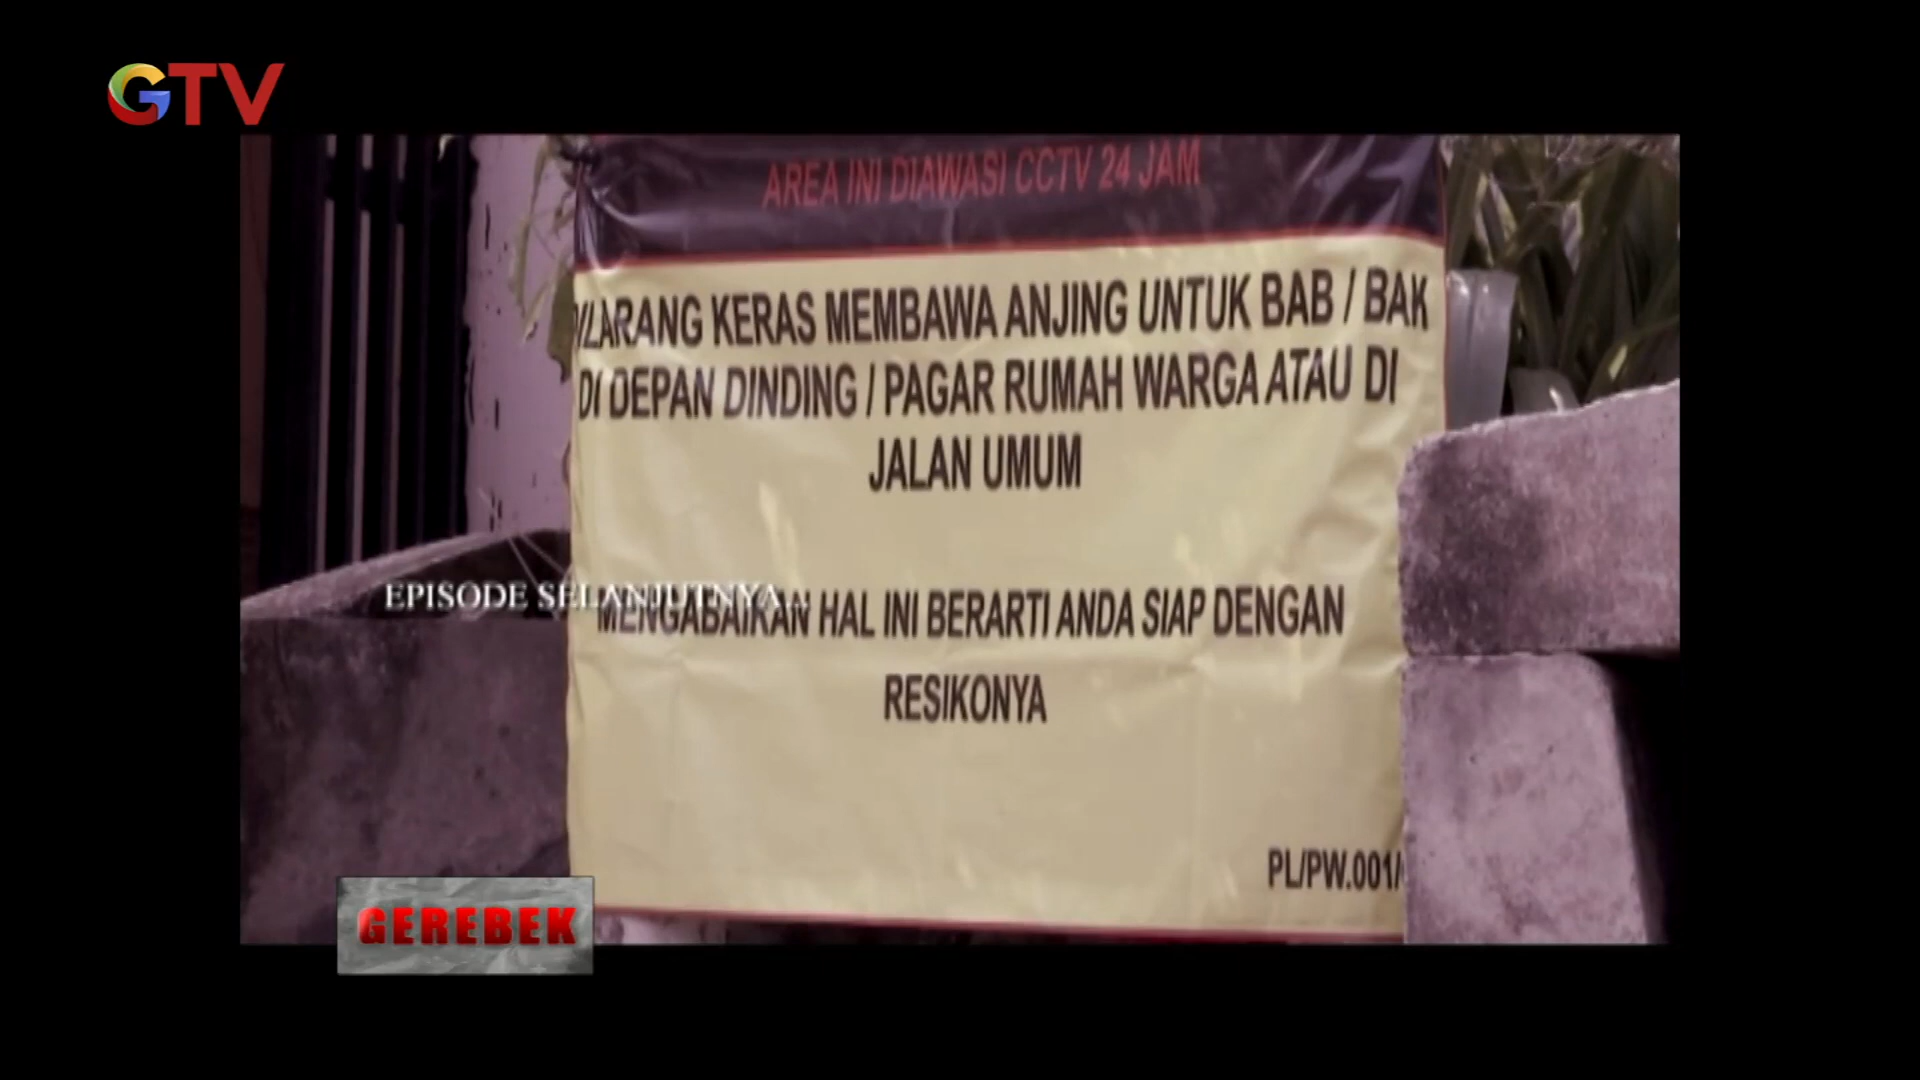 GTV
AREA INI DIAWASI CCTV 24 JAM
DILARANG KERAS MEMBAWA ANJING UNTUK BAB / BAK
DI DEPAN DINDING / PAGAR RUMAH WARGA ATAU DI
JALAN UMUM
EPISODE SELANJUTNYA...
MENGABAIKAN HAL INI BERARTI ANDA SIAP DENGAN
RESIKONYA
PL/PW.001/
GEREBEK